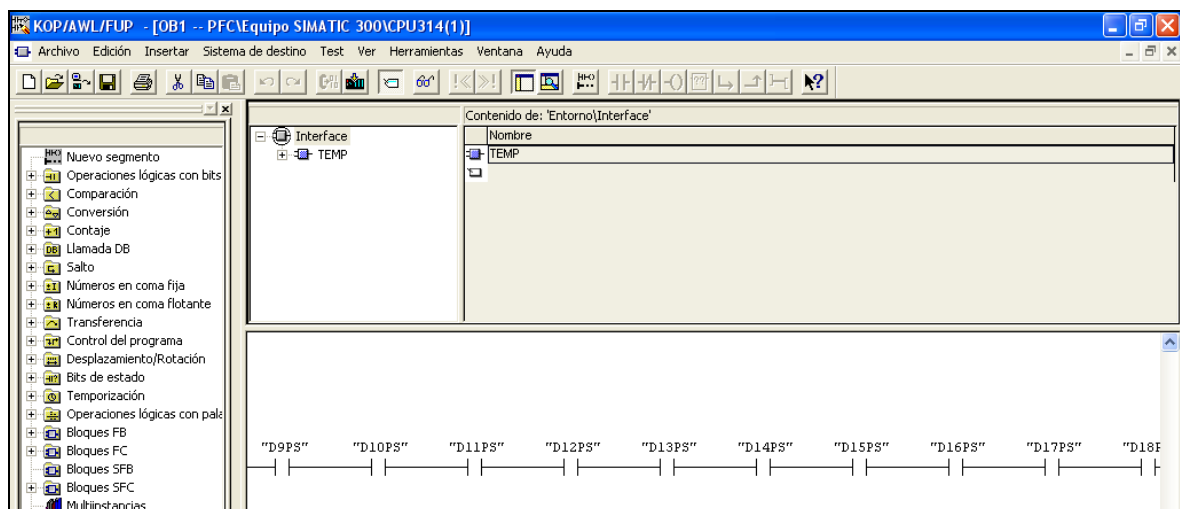 KOP/AWL/FUP - [OB1 -- PFC\Equipo SIMATIC 300\CPU314(1)]
Archivo Edición Insertar Sistema de destino Test Ver Herramientas Ventana Ayuda
Contenido de: 'Entorno\Interface'
Interface
TEMP
Nombre
TEMP
Nuevo segmento
Operaciones lógicas con bits
Comparación
Conversión
Contaje
Llamada DB
Salto
Números en coma fija
Números en coma flotante
Transferencia
Control del programa
Desplazamiento/Rotación
Bits de estado
Temporización
Operaciones lógicas con pala
Bloques FB
Bloques FC
Bloques SFB
Bloques SFC
Multiinstancias
"D9PS" "D10PS" "D11PS" "D12PS" "D13PS" "D14PS" "D15PS" "D16PS" "D17PS" "D18P